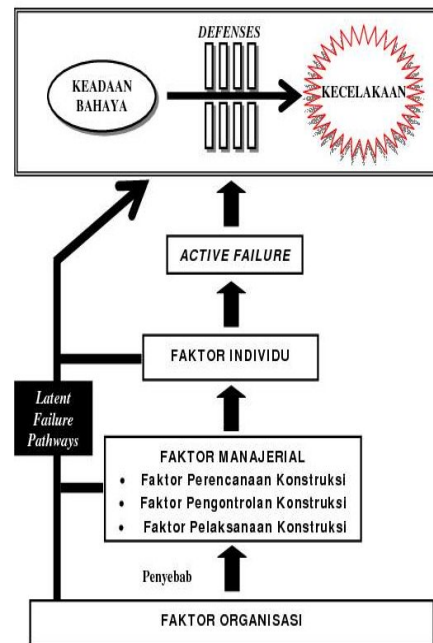 DEFENSES
KEADAAN
BAHAYA
KECELAKAAN
ACTIVE FAILURE
FAKTOR INDIVIDU
Latent
Failure
Pathways
FAKTOR MANAJERIAL
• Faktor Perencanaan Konstruksi
• Faktor Pengontrolan Konstruksi
• Faktor Pelaksanaan Konstruksi
Penyebab
FAKTOR ORGANISASI